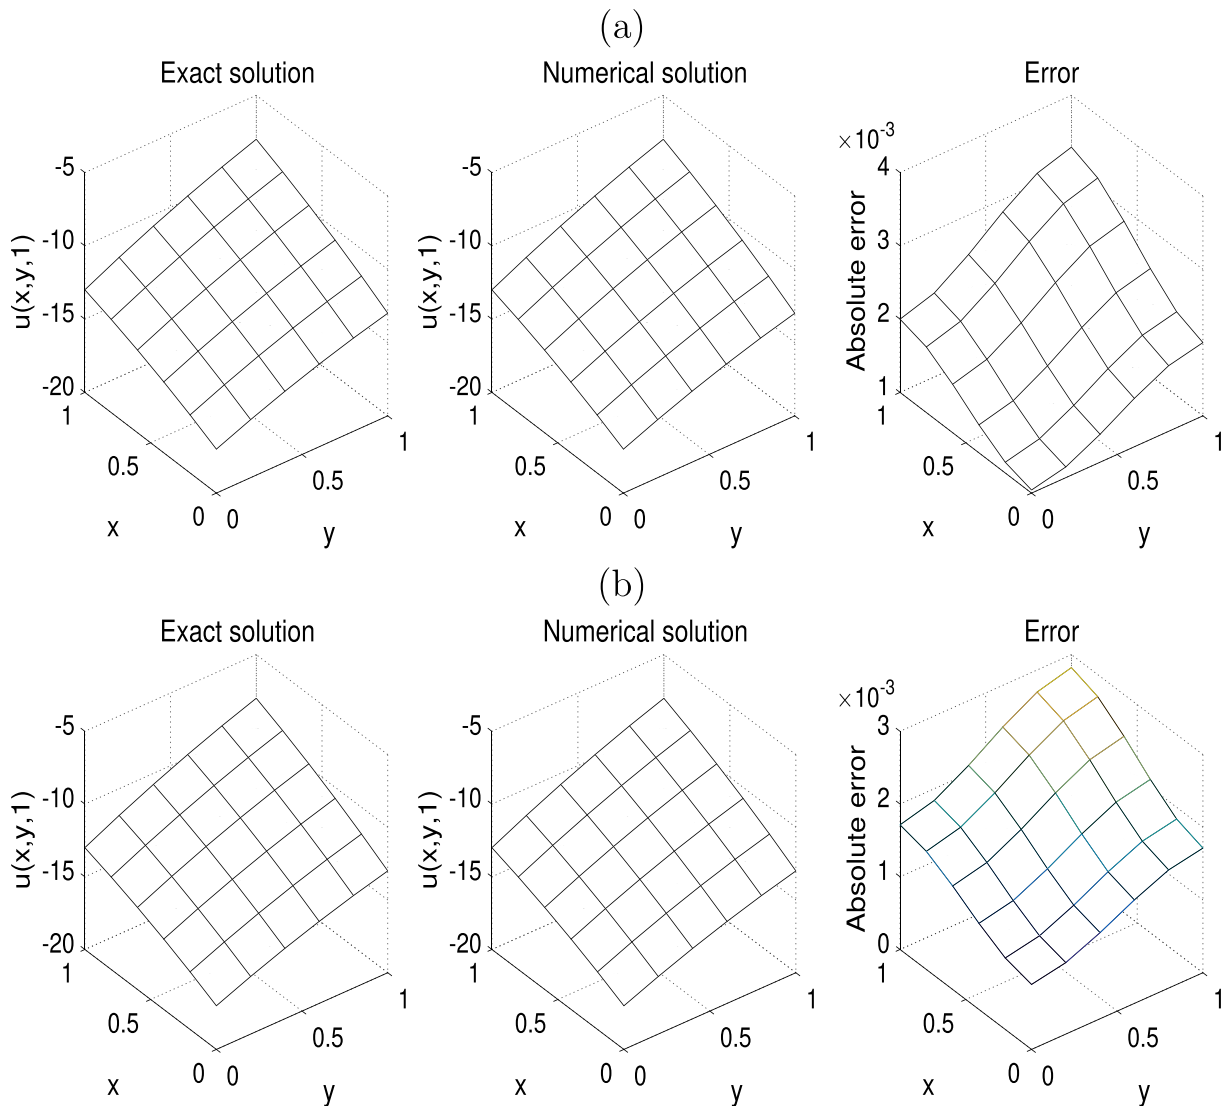 (a)
Exact solution
Numerical solution
Error
×10⁻³
-5
-10
-15
-20
u(x,y,1)
1
0.5
0
x
0
0.5
1
y
-5
-10
-15
-20
u(x,y,1)
1
0.5
0
x
0
0.5
1
y
4
3
2
1
Absolute error
1
0.5
0
x
0
0.5
1
y
(b)
Exact solution
Numerical solution
Error
×10⁻³
-5
-10
-15
-20
u(x,y,1)
1
0.5
0
x
0
0.5
1
y
-5
-10
-15
-20
u(x,y,1)
1
0.5
0
x
0
0.5
1
y
3
2
1
0
Absolute error
1
0.5
0
x
0
0.5
1
y